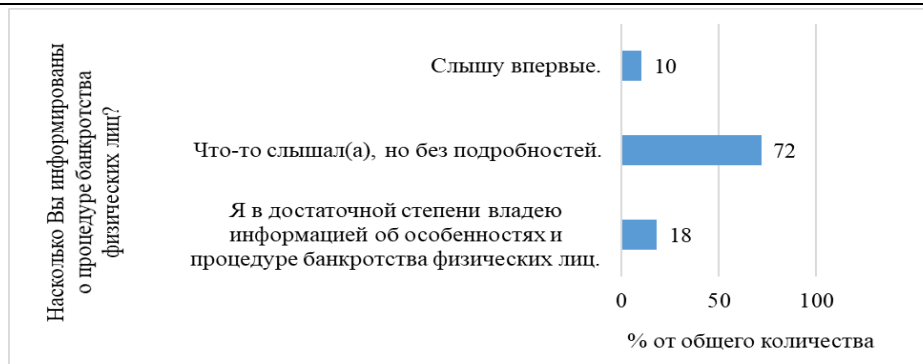 Насколько Вы информированы
о процедуре банкротства
физических лиц?
Слышу впервые.
10
Что-то слышал(а), но без подробностей.
72
Я в достаточной степени владею
информацией об особенностях и
процедуре банкротства физических лиц.
18
0 50 100
% от общего количества